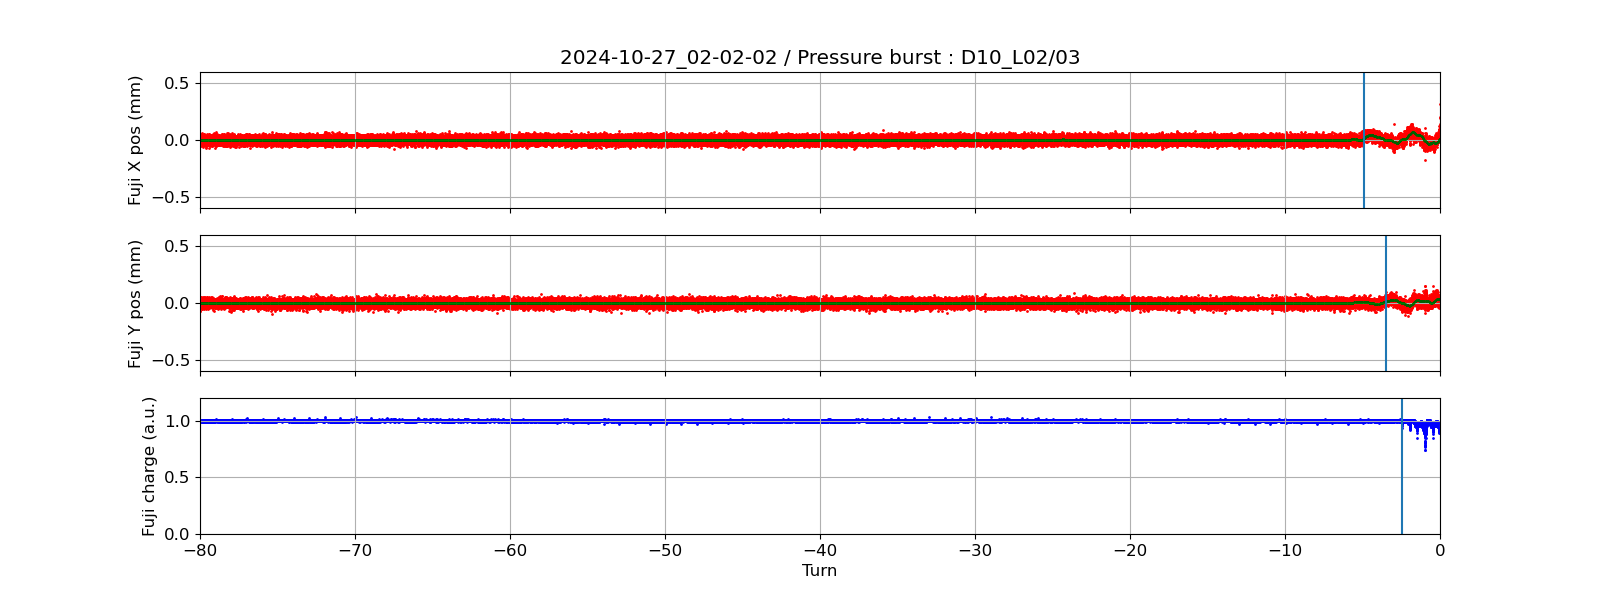 2024-10-27_02-02-02 / Pressure burst : D10_L02/03
Fuji X pos (mm)
0.5
0.0
−0.5
Fuji Y pos (mm)
0.5
0.0
−0.5
Fuji charge (a.u.)
1.0
0.5
0.0
−80 −70 −60 −50 −40 −30 −20 −10 0
Turn